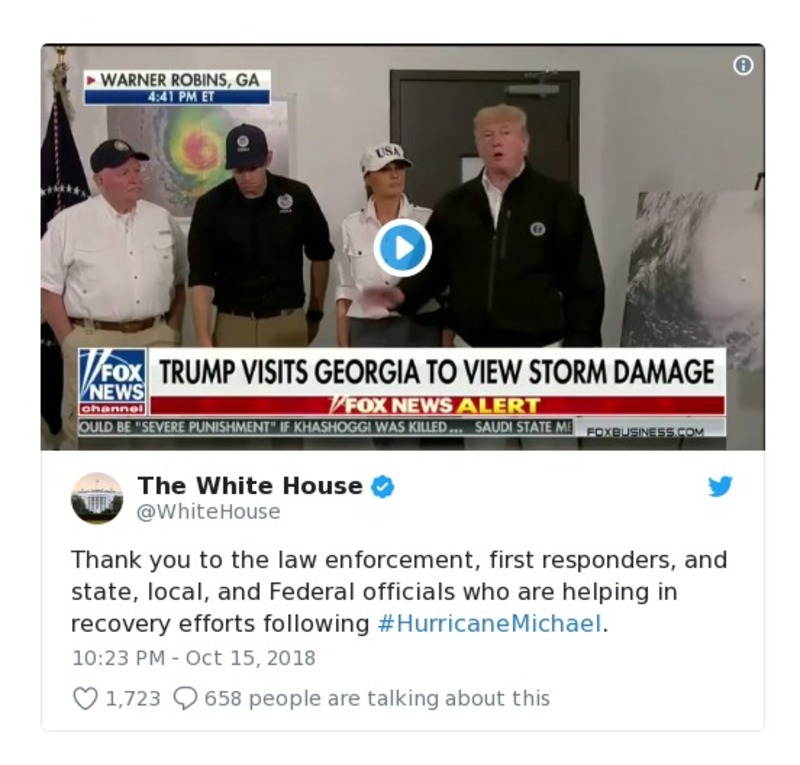 WARNER ROBINS, GA
4:41 PM ET
USA
FOX
NEWS
channel
TRUMP VISITS GEORGIA TO VIEW STORM DAMAGE
FOX NEWS ALERT
OULD BE "SEVERE PUNISHMENT" IF KHASHOGGI WAS KILLED... SAUDI STATE ME
FOXBUSINESS.COM
The White House
@WhiteHouse
Thank you to the law enforcement, first responders, and
state, local, and Federal officials who are helping in
recovery efforts following #HurricaneMichael.
10:23 PM - Oct 15, 2018
1,723 658 people are talking about this